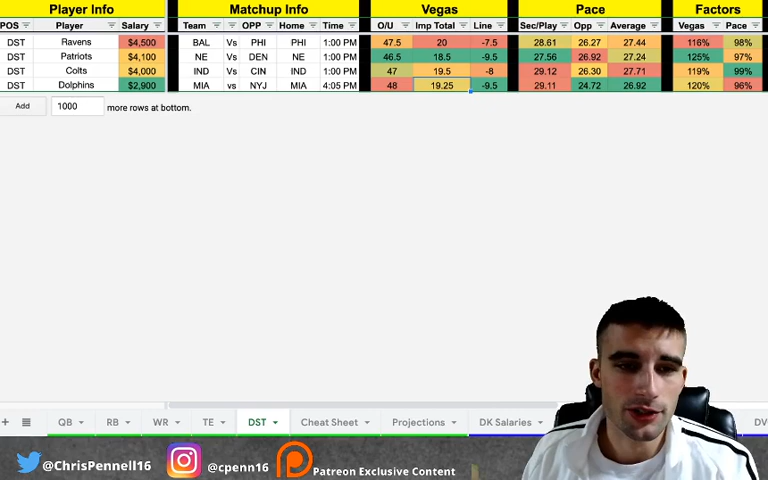 Player Info Matchup Info Vegas Pace Factors
POS Player Salary Team OPP Home Time O/U Imp Total Line Sec/Play Opp Average Vegas Pace
DST Ravens $4,500 BAL Vs PHI PHI 1:00 PM 47.5 20 -7.5 28.61 26.27 27.44 116% 98%
DST Patriots $4,100 NE Vs DEN NE 1:00 PM 46.5 18.5 -9.5 27.56 26.92 27.24 125% 97%
DST Colts $4,000 IND Vs CIN IND 1:00 PM 47 19.5 -8 29.12 26.30 27.71 119% 99%
DST Dolphins $2,900 MIA vs NYJ MIA 4:05 PM 48 19.25 -9.5 29.11 24.72 26.92 120% 96%
Add 1000 more rows at bottom.
+ QB RB WR TE DST Cheat Sheet Projections DK Salaries DV
@ChrisPennell16 @cpenn16 Patreon Exclusive Content